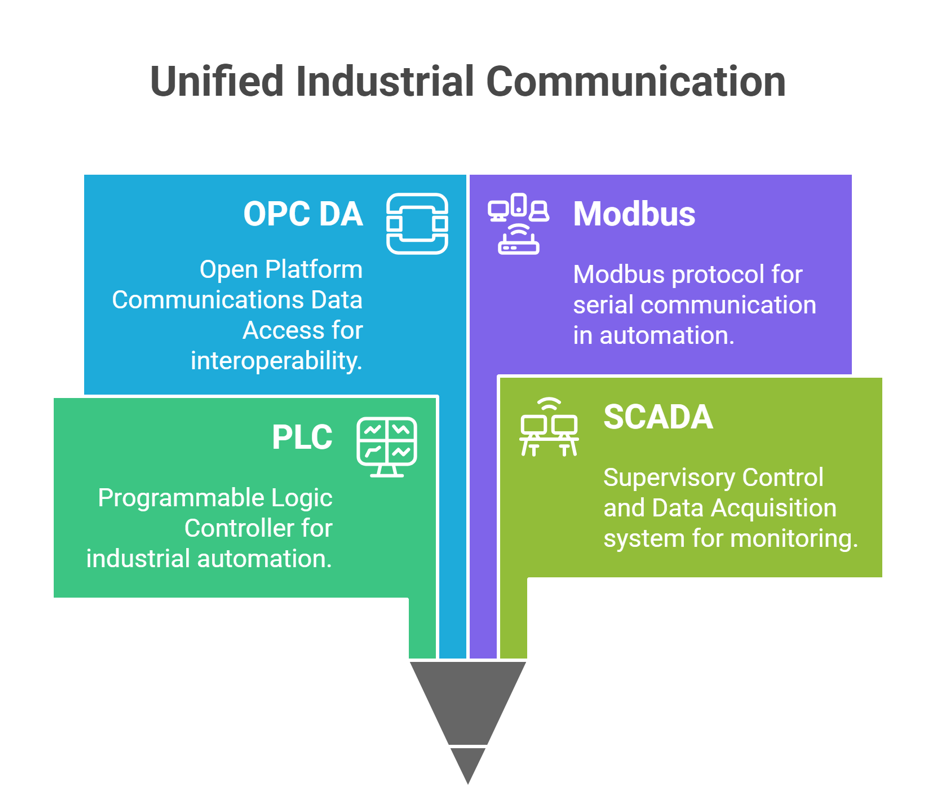 Unified Industrial Communication
OPC DA
Open Platform
Communications Data
Access for
interoperability.
Modbus
Modbus protocol for
serial communication
in automation.
PLC
Programmable Logic
Controller for
industrial automation.
SCADA
Supervisory Control
and Data Acquisition
system for monitoring.